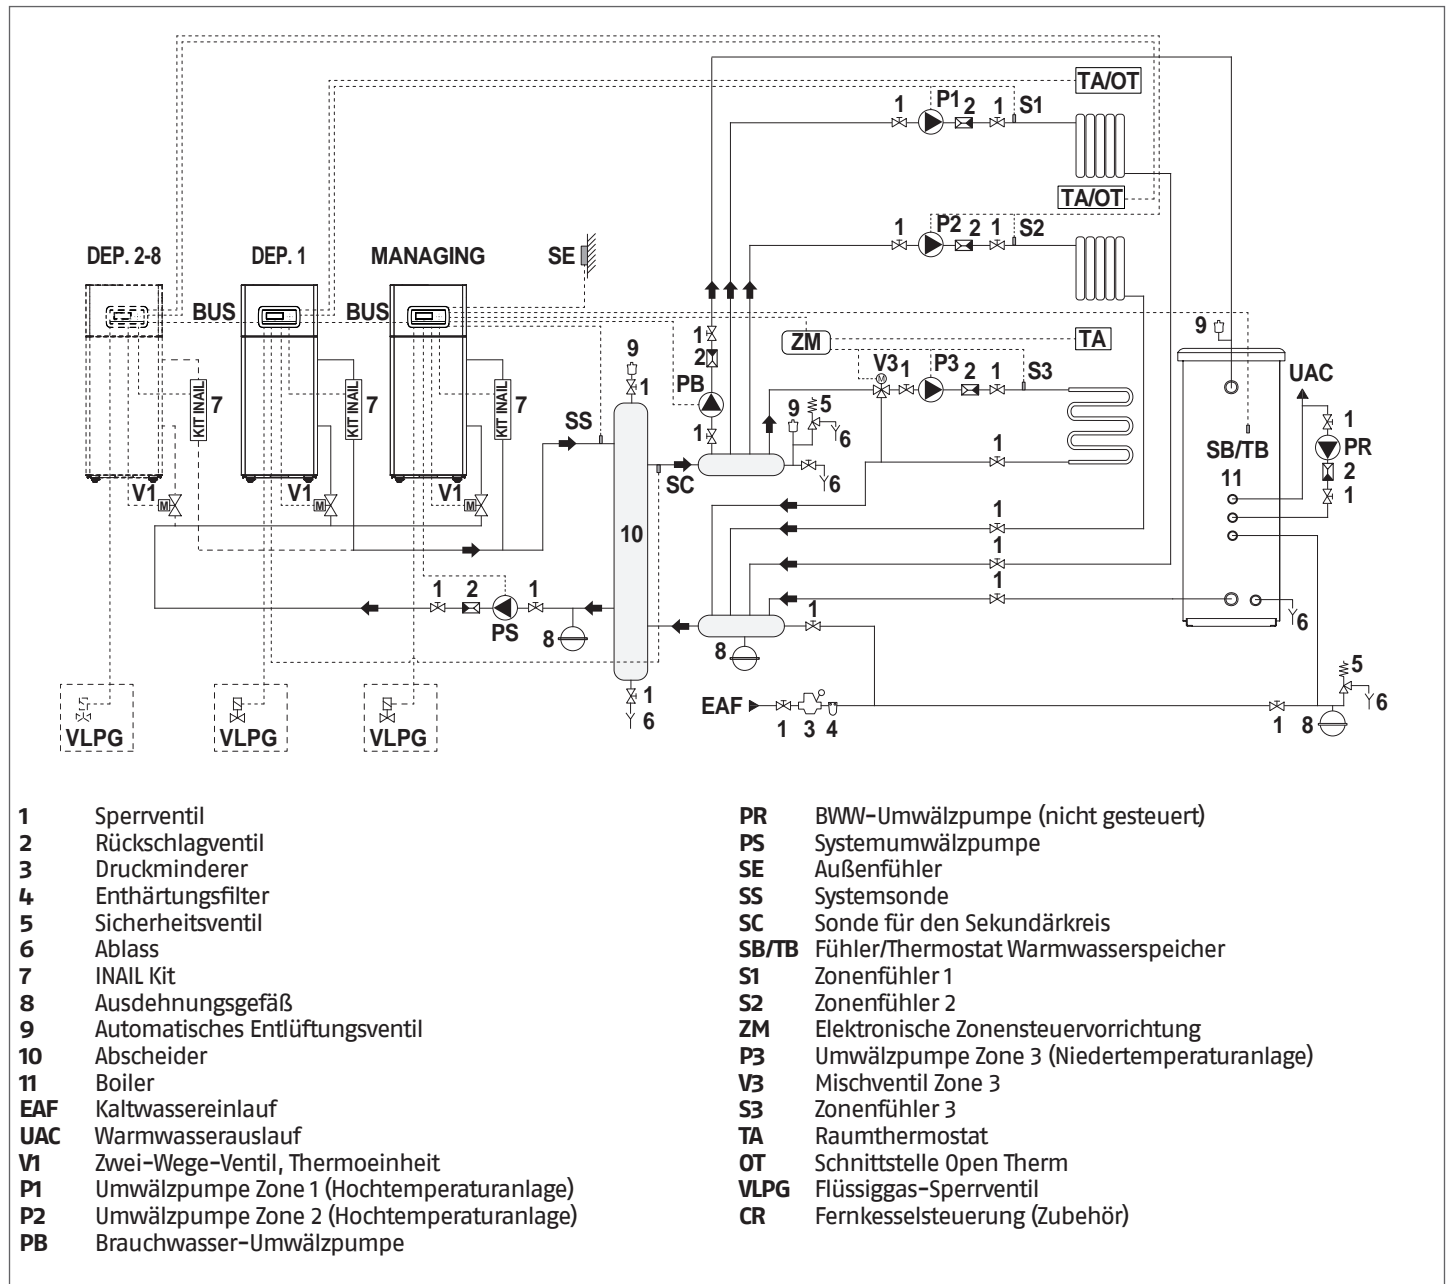 TA/OT
1 P1 2 1 S1
TA/OT
1 P2 2 1 S2
DEP. 2-8 DEP. 1 MANAGING SE
BUS BUS
ZM TA
9 1 2 PB 1
V3 1 P3 2 1 S3
9 UAC
KIT INAIL 7 KIT INAIL 7 KIT INAIL 7
9 1
SS
9 5 6 6
SB/TB 11
1 PR 2 1
SC
1
V1 V1 V1
M M M M
10
1
1
1
1 2 PS 1 8
1
8
6
1 6
5 6
EAF 1 3 4 1 8
VLPG VLPG VLPG
1 Sperrventil
2 Rückschlagventil
3 Druckminderer
4 Enthärtungsfilter
5 Sicherheitsventil
6 Ablass
7 INAIL Kit
8 Ausdehnungsgefäß
9 Automatisches Entlüftungsventil
10 Abscheider
11 Boiler
EAF Kaltwassereinlauf
UAC Warmwasserauslauf
V1 Zwei-Wege-Ventil, Thermoeinheit
P1 Umwälzpumpe Zone 1 (Hochtemperaturanlage)
P2 Umwälzpumpe Zone 2 (Hochtemperaturanlage)
PB Brauchwasser-Umwälzpumpe
PR BWW-Umwälzpumpe (nicht gesteuert)
PS Systemumwälzpumpe
SE Außenfühler
SS Systemsonde
SC Sonde für den Sekundärkreis
SB/TB Fühler/Thermostat Warmwasserspeicher
S1 Zonenfühler 1
S2 Zonenfühler 2
ZM Elektronische Zonensteuervorrichtung
P3 Umwälzpumpe Zone 3 (Niedertemperaturanlage)
V3 Mischventil Zone 3
S3 Zonenfühler 3
TA Raumthermostat
OT Schnittstelle Open Therm
VLPG Flüssiggas-Sperrventil
CR Fernkesselsteuerung (Zubehör)